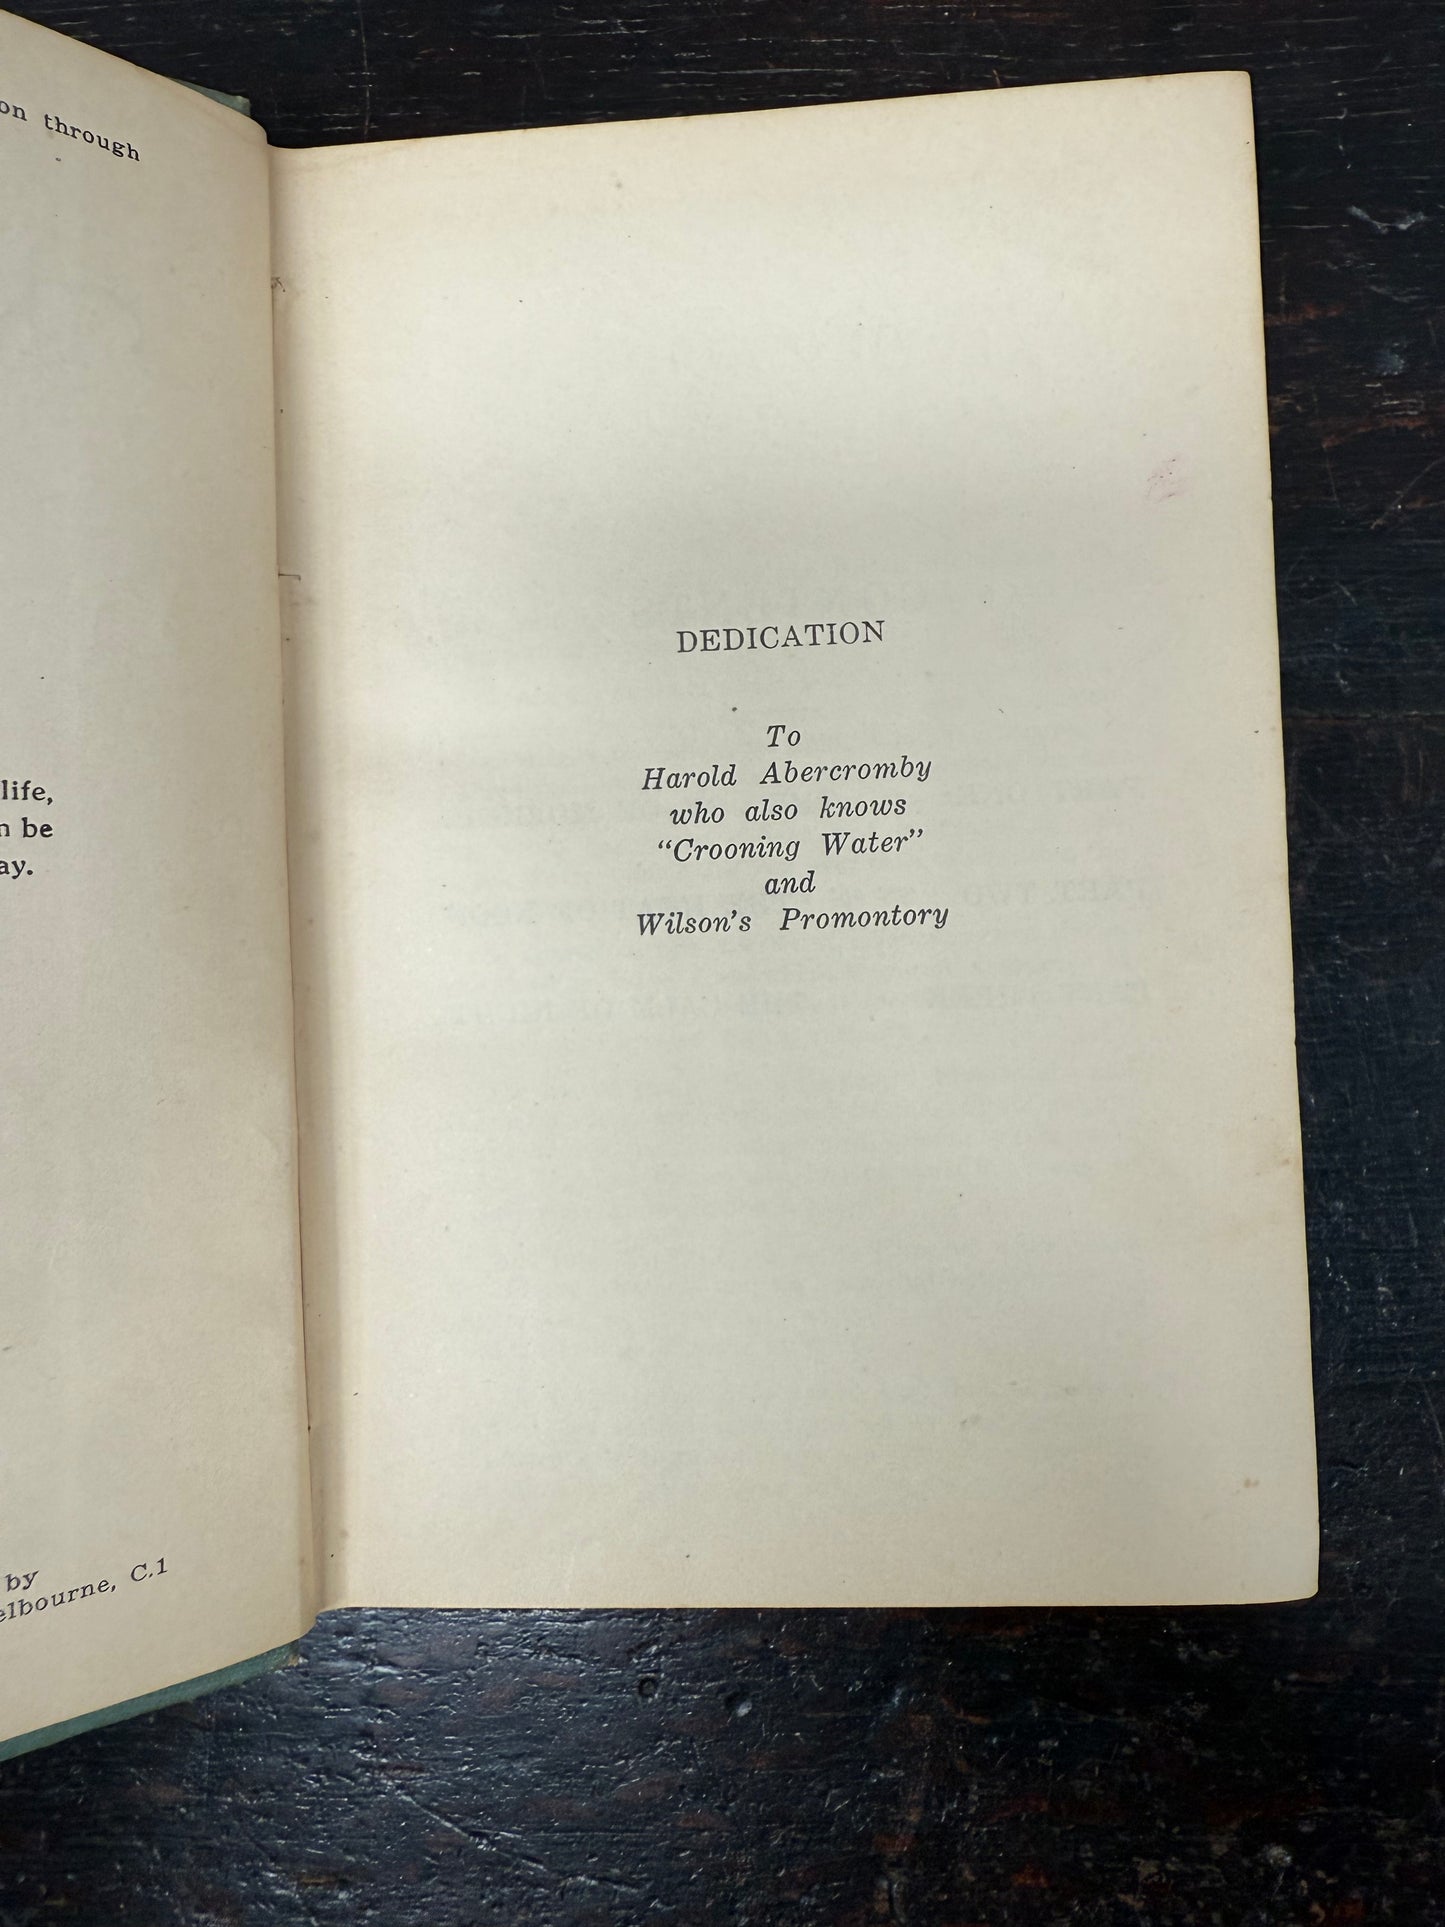 on through
life,
n be
ay.
by
elbourne, C.1
DEDICATION
To
Harold Abercromby
who also knows
“Crooning Water”
and
Wilson’s Promontory